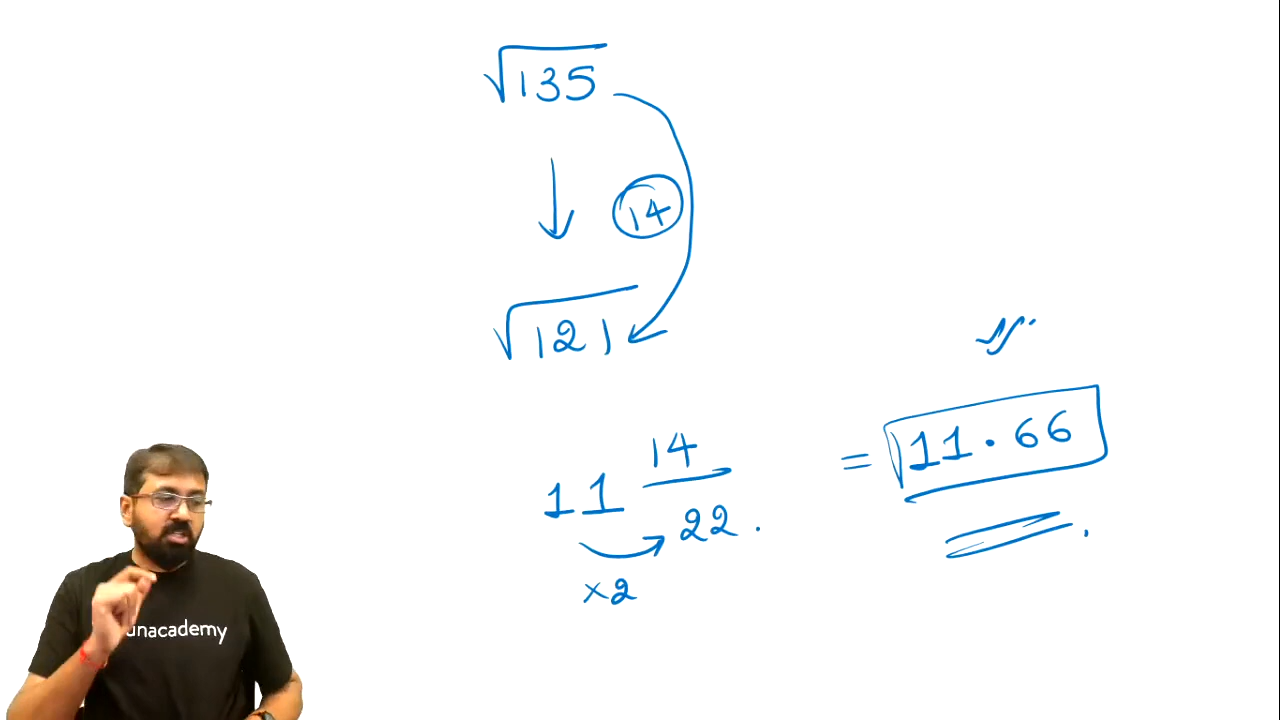 √135
14
√121
11 14/22 .
×2
= 11.66
unacademy